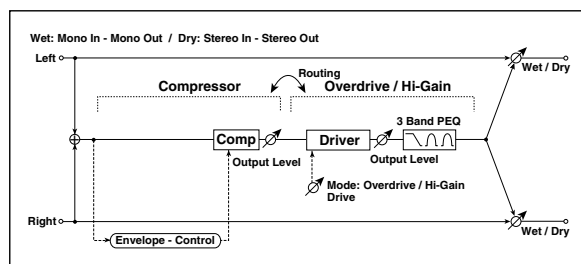 Wet: Mono In - Mono Out / Dry: Stereo In - Stereo Out
Left
Wet / Dry
Routing
Compressor
Overdrive / Hi-Gain
3 Band PEQ
Comp
Driver
Output Level
Output Level
Mode: Overdrive / Hi-Gain
Drive
Right
Wet / Dry
Envelope - Control